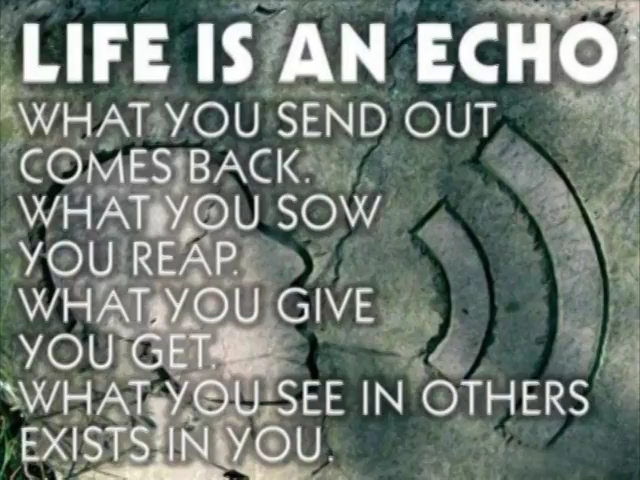 LIFE IS AN ECHO
WHAT YOU SEND OUT
COMES BACK.
WHAT YOU SOW
YOU REAP.
WHAT YOU GIVE
YOU GET.
WHAT YOU SEE IN OTHERS
EXISTS IN YOU.